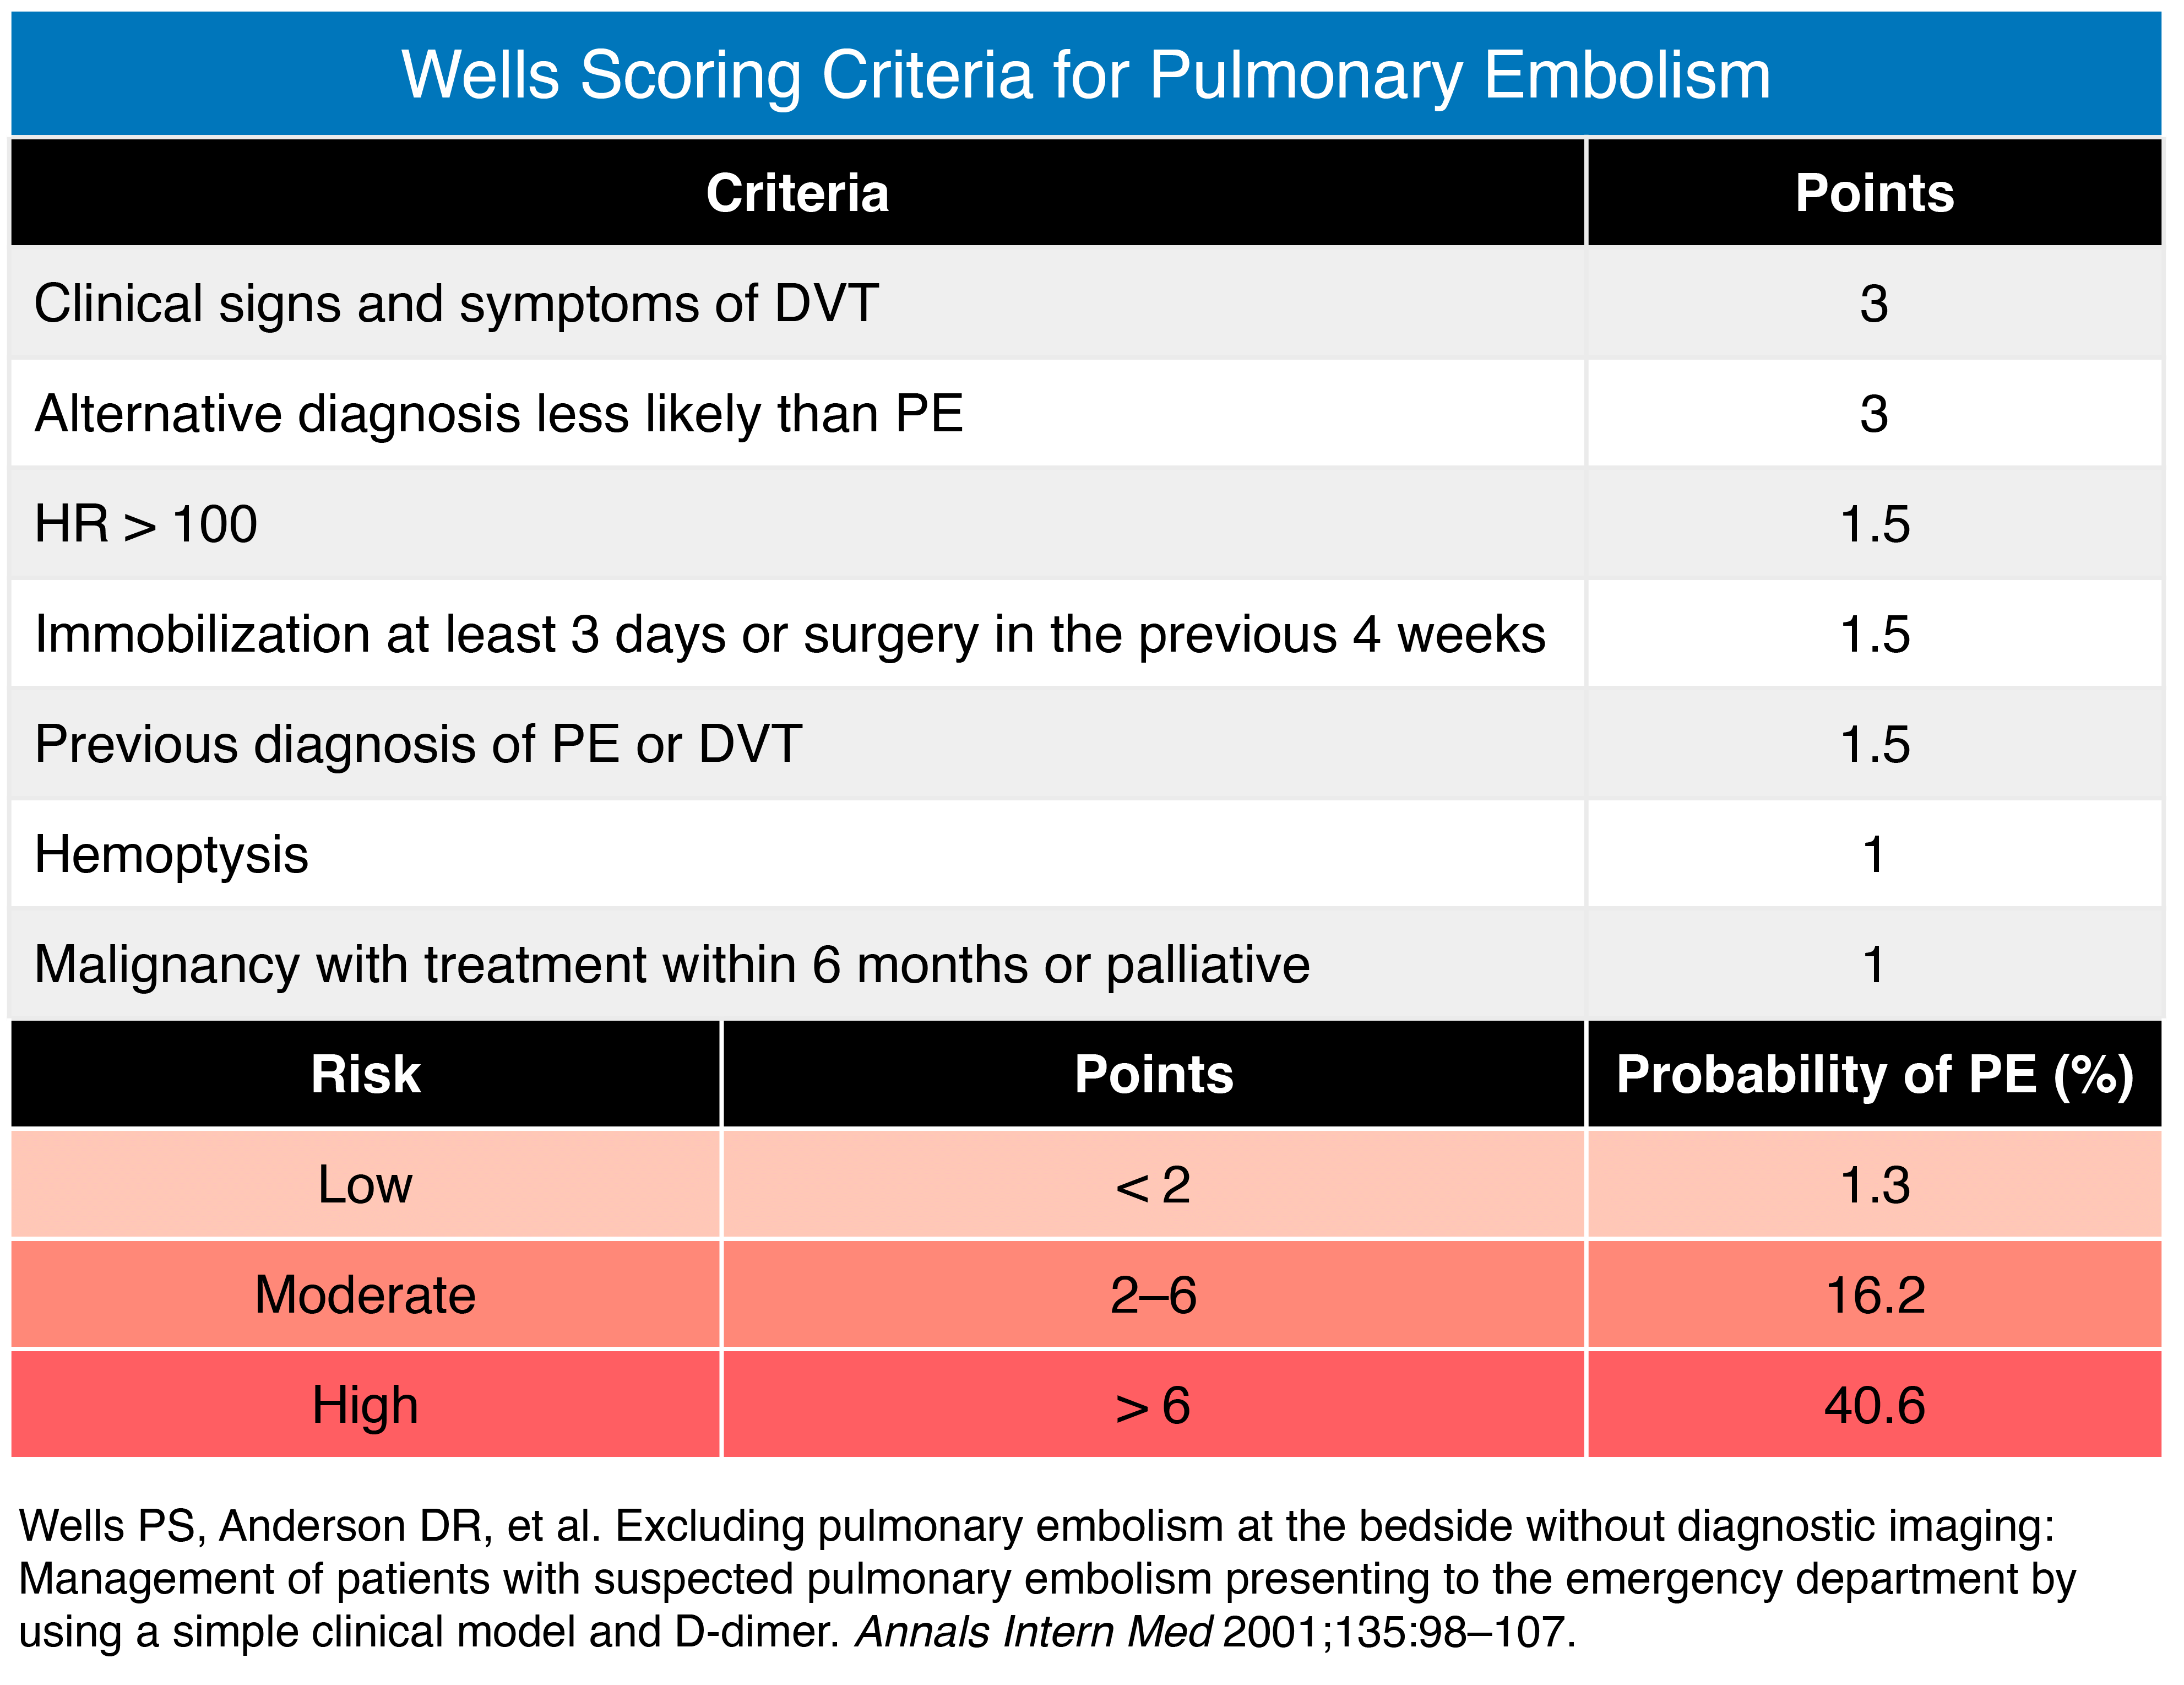 Wells Scoring Criteria for Pulmonary Embolism
Criteria Points
Clinical signs and symptoms of DVT 3
Alternative diagnosis less likely than PE 3
HR > 100 1.5
Immobilization at least 3 days or surgery in the previous 4 weeks 1.5
Previous diagnosis of PE or DVT 1.5
Hemoptysis 1
Malignancy with treatment within 6 months or palliative 1
Risk Points Probability of PE (%)
Low < 2 1.3
Moderate 2–6 16.2
High > 6 40.6
Wells PS, Anderson DR, et al. Excluding pulmonary embolism at the bedside without diagnostic imaging:
Management of patients with suspected pulmonary embolism presenting to the emergency department by
using a simple clinical model and D-dimer. Annals Intern Med 2001;135:98–107.